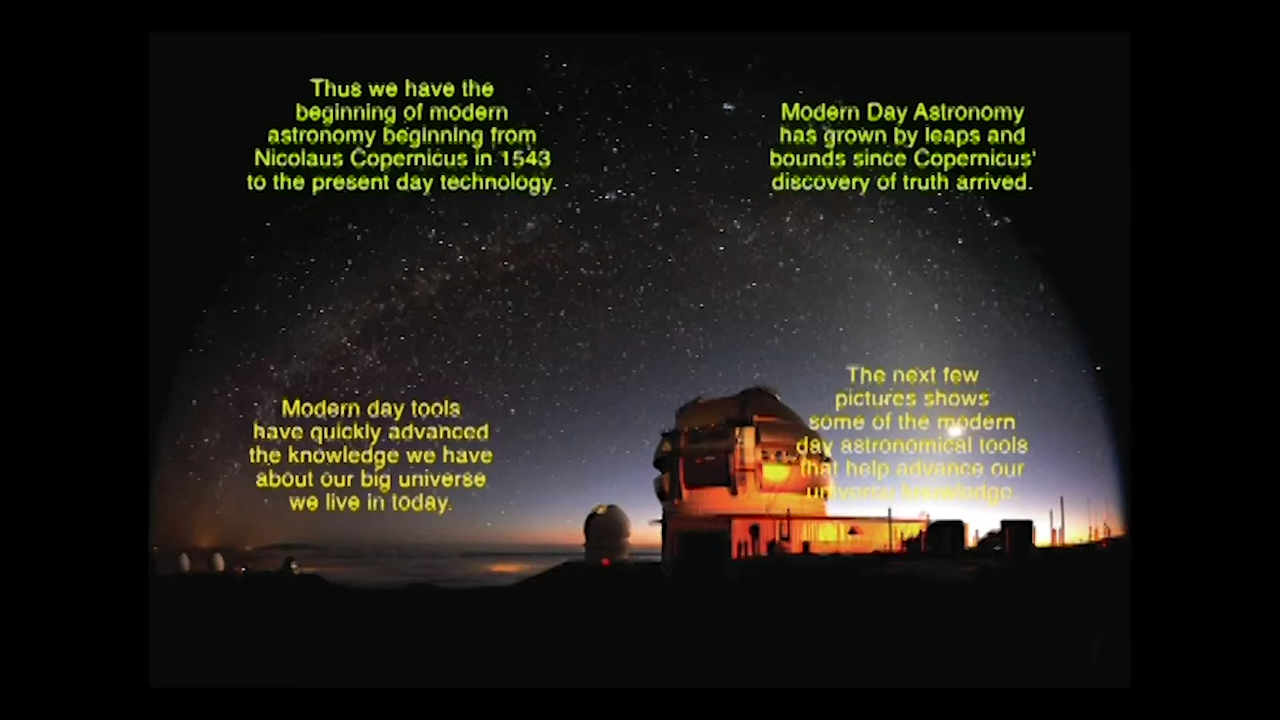 Thus we have the
beginning of modern
astronomy beginning from
Nicolaus Copernicus in 1543
to the present day technology.
Modern Day Astronomy
has grown by leaps and
bounds since Copernicus'
discovery of truth arrived.
Modern day tools
have quickly advanced
the knowledge we have
about our big universe
we live in today.
The next few
pictures shows
some of the modern
day astronomical tools
that help advance our
universe knowledge.